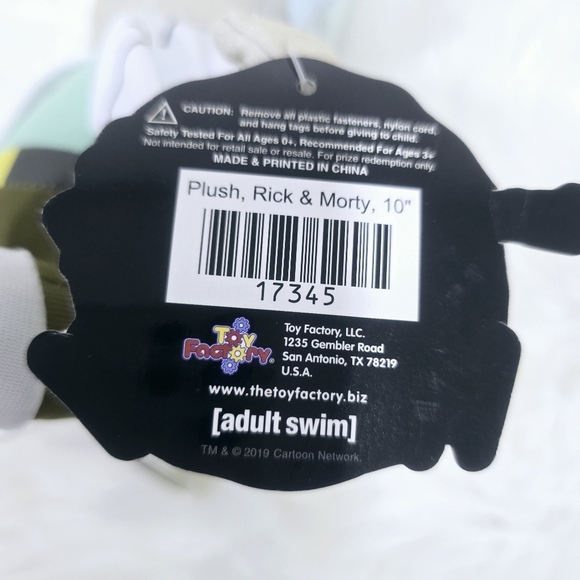 CAUTION: Remove all plastic fasteners, nylon cord,
and hang tags before giving to child.
Safety Tested For All Ages 0+, Recommended For Ages 3+
Not intended for retail sale or resale. For prize redemption only.
MADE & PRINTED IN CHINA
Plush, Rick & Morty, 10"
17345
TOY FACTORY®
Toy Factory, LLC.
1235 Gembler Road
San Antonio, TX 78219
U.S.A.
www.thetoyfactory.biz
[adult swim]
TM & © 2019 Cartoon Network.